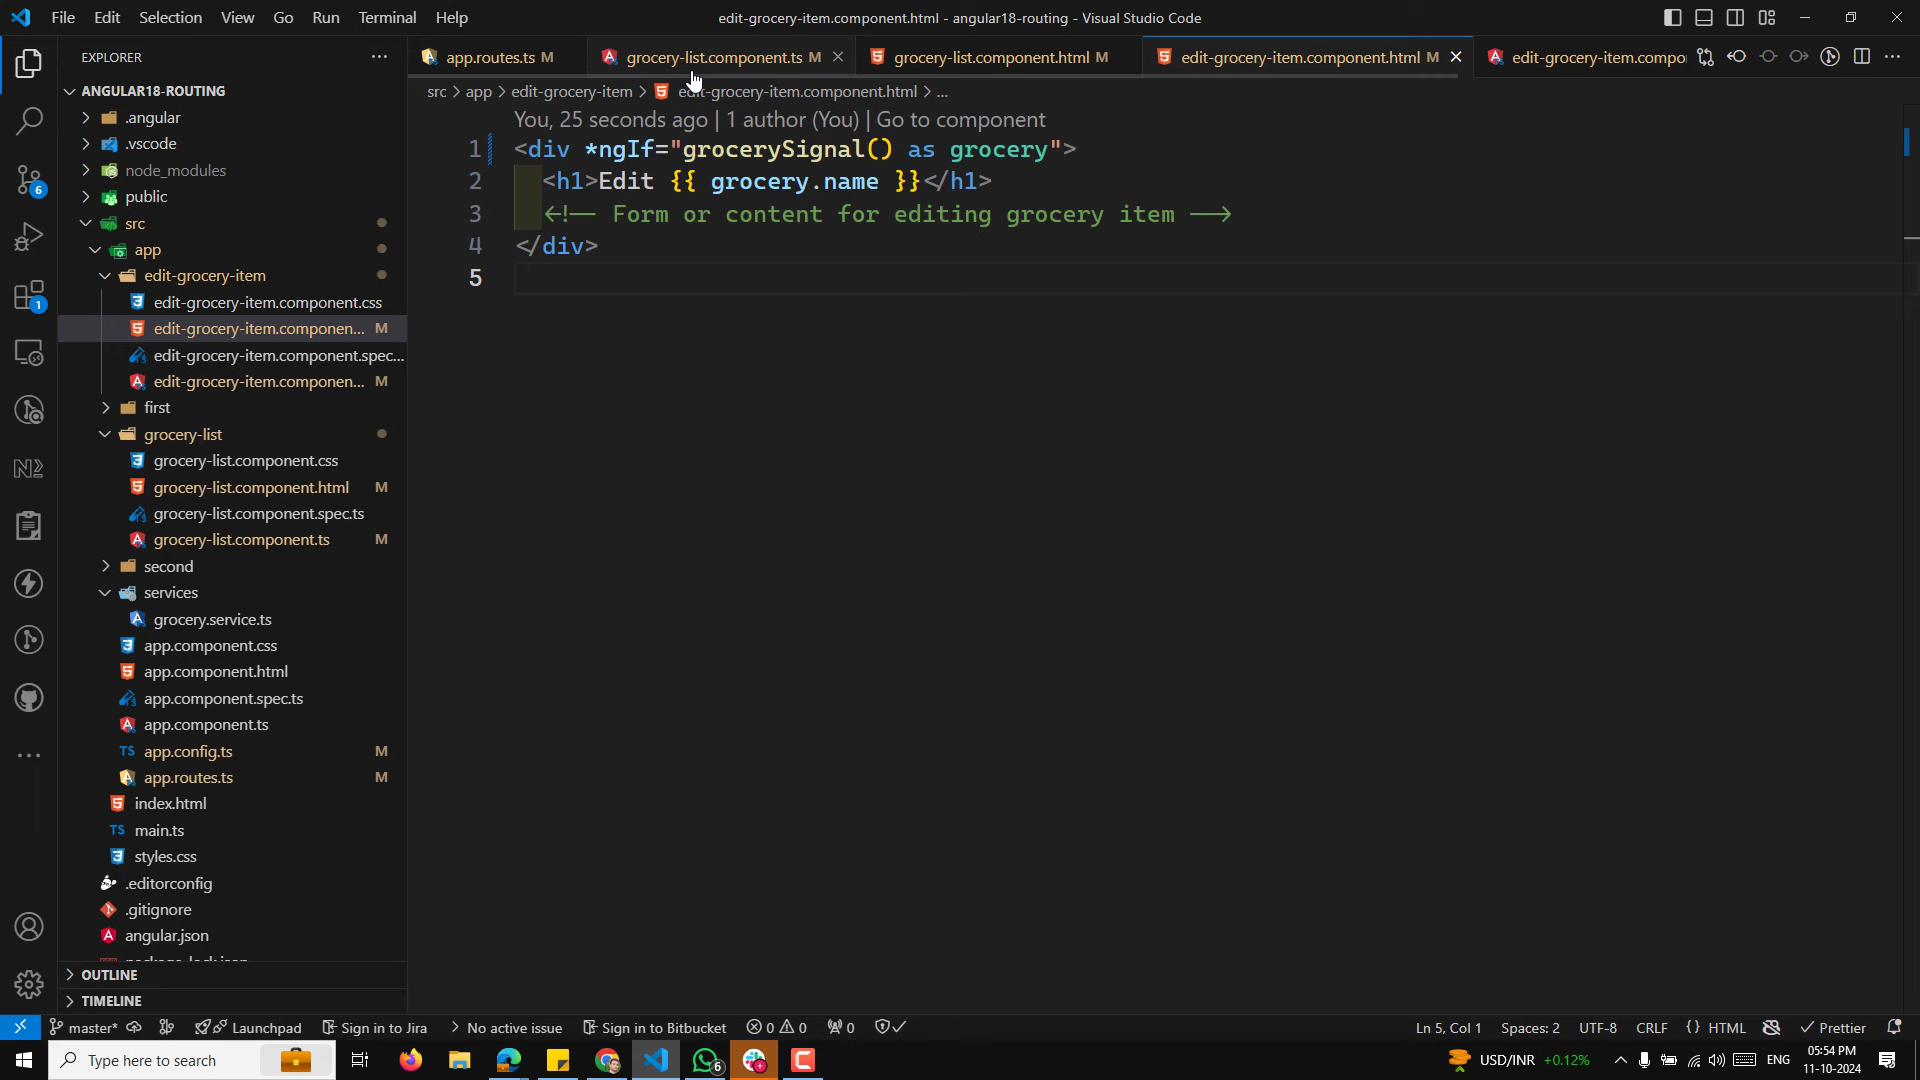 File Edit Selection View Go Run Terminal Help
edit-grocery-item.component.html - angular18-routing - Visual Studio Code
EXPLORER
app.routes.ts M
grocery-list.component.ts M
grocery-list.component.html M
edit-grocery-item.component.html M
edit-grocery-item.compo
ANGULAR18-ROUTING
src > app > edit-grocery-item > edit-grocery-item.component.html > ...
You, 25 seconds ago | 1 author (You) | Go to component
1 <div *ngIf="grocerySignal() as grocery">
2 <h1>Edit {{ grocery.name }}</h1>
3 <!-- Form or content for editing grocery item -->
4 </div>
5
.angular
.vscode
node_modules
public
src
app
edit-grocery-item
edit-grocery-item.component.css
edit-grocery-item.componen... M
edit-grocery-item.component.spec...
edit-grocery-item.componen... M
first
grocery-list
grocery-list.component.css
grocery-list.component.html M
grocery-list.component.spec.ts
grocery-list.component.ts M
second
services
grocery.service.ts
app.component.css
app.component.html
app.component.spec.ts
app.component.ts
TS app.config.ts M
app.routes.ts M
index.html
TS main.ts
styles.css
.editorconfig
.gitignore
angular.json
OUTLINE
TIMELINE
6
1
master* Launchpad Sign in to Jira No active issue Sign in to Bitbucket 0 0 0
Ln 5, Col 1 Spaces: 2 UTF-8 CRLF {} HTML Prettier
Type here to search
6
USD/INR +0.12%
ENG
05:54 PM
11-10-2024